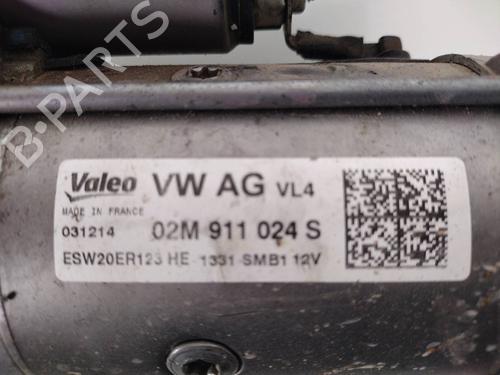 B-PARTS
Valeo VW AG VL4
MADE IN FRANCE
031214 02M 911 024 S
ESW20ER123 HE 1331 SMB1 12V